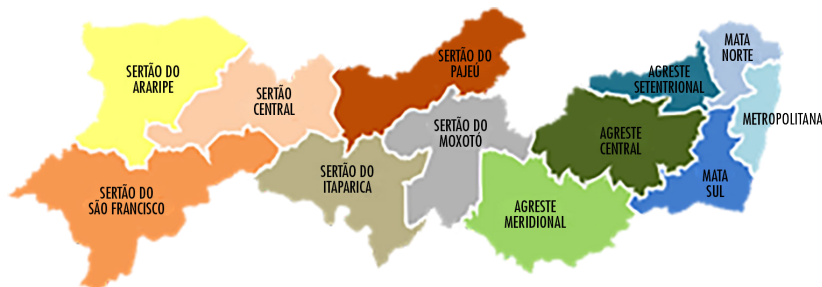 SERTÃO DO
ARARIPE
SERTÃO
CENTRAL
SERTÃO DO
PAJEÚ
AGRESTE
SETENTRIONAL
MATA
NORTE
METROPOLITANA
SERTÃO DO
MOXOTÓ
AGRESTE
CENTRAL
SERTÃO DO
SÃO FRANCISCO
SERTÃO DO
ITAPARICA
AGRESTE
MERIDIONAL
MATA
SUL